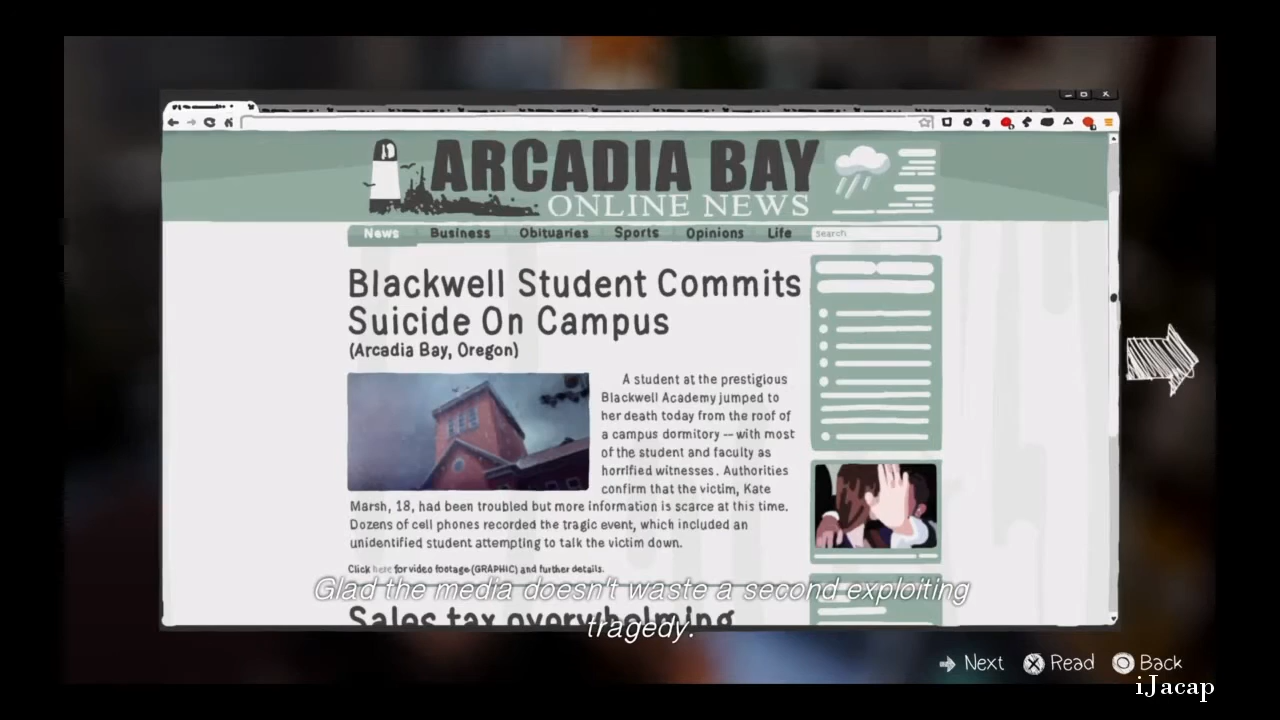 ARCADIA BAY
ONLINE NEWS
News Business Obituaries Sports Opinions Life search
Blackwell Student Commits
Suicide On Campus
(Arcadia Bay, Oregon)
A student at the prestigious
Blackwell Academy jumped to
her death today from the roof of
a campus dormitory -- with most
of the student and faculty as
horrified witnesses. Authorities
confirm that the victim, Kate
Marsh, 18, had been troubled but more information is scarce at this time.
Dozens of cell phones recorded the tragic event, which included an
unidentified student attempting to talk the victim down.
Click here for video footage (GRAPHIC) and further details.
Glad the media doesn't waste a second exploiting
tragedy.
Sales tax overwhelming
Next Read Back
iJacap